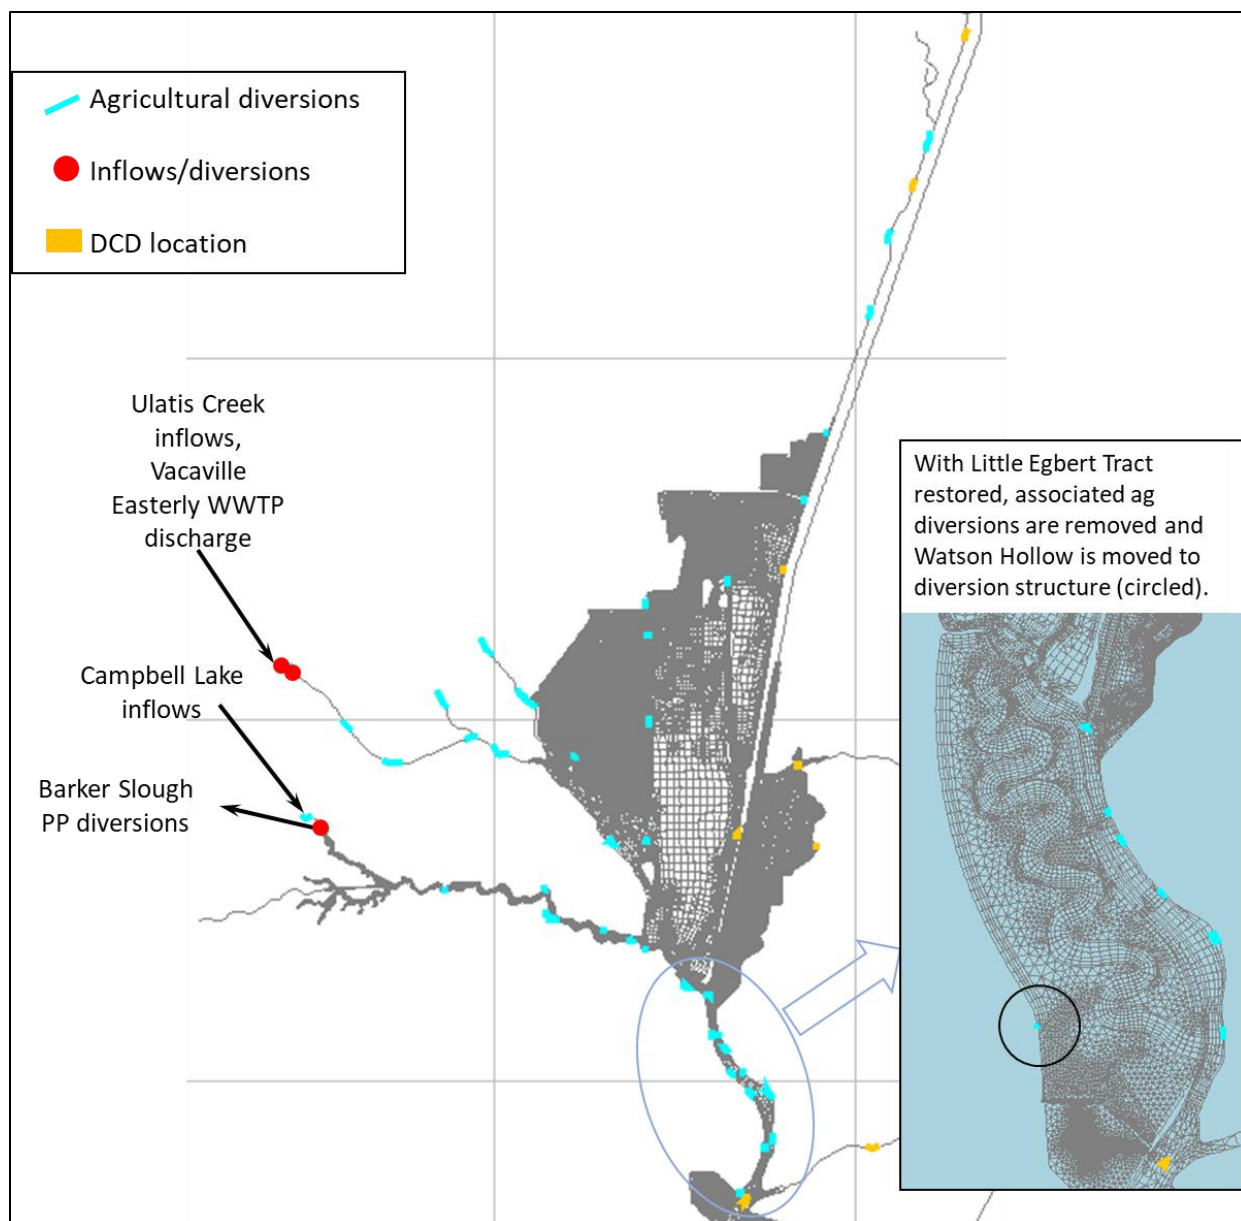 Agricultural diversions
Inflows/diversions
DCD location
Ulatis Creek
inflows,
Vacaville
Easterly WWTP
discharge
Campbell Lake
inflows
Barker Slough
PP diversions
With Little Egbert Tract
restored, associated ag
diversions are removed and
Watson Hollow is moved to
diversion structure (circled).